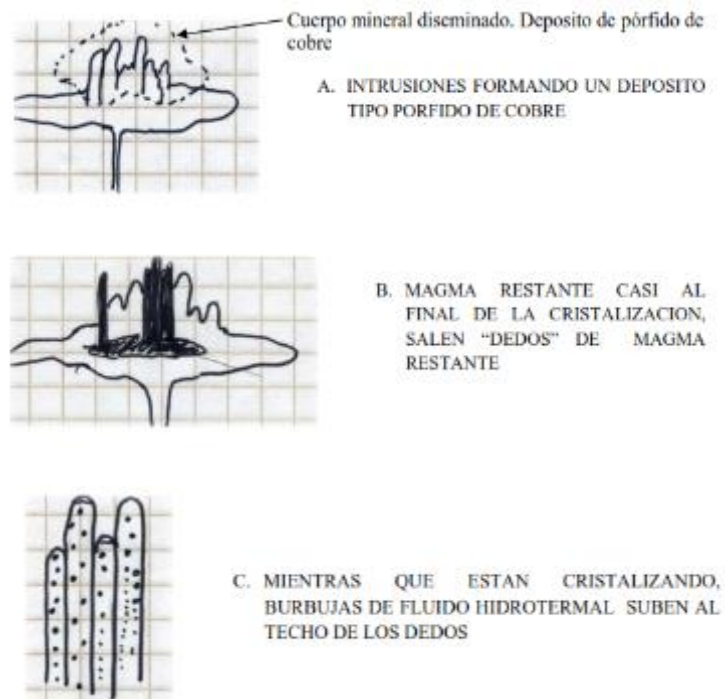 Cuerpo mineral diseminado. Deposito de pórfido de
cobre
A. INTRUSIONES FORMANDO UN DEPOSITO
TIPO PORFIDO DE COBRE
B. MAGMA RESTANTE CASI AL
FINAL DE LA CRISTALIZACION,
SALEN “DEDOS” DE MAGMA
RESTANTE
C. MIENTRAS QUE ESTAN CRISTALIZANDO,
BURBUJAS DE FLUIDO HIDROTERMAL SUBEN AL
TECHO DE LOS DEDOS